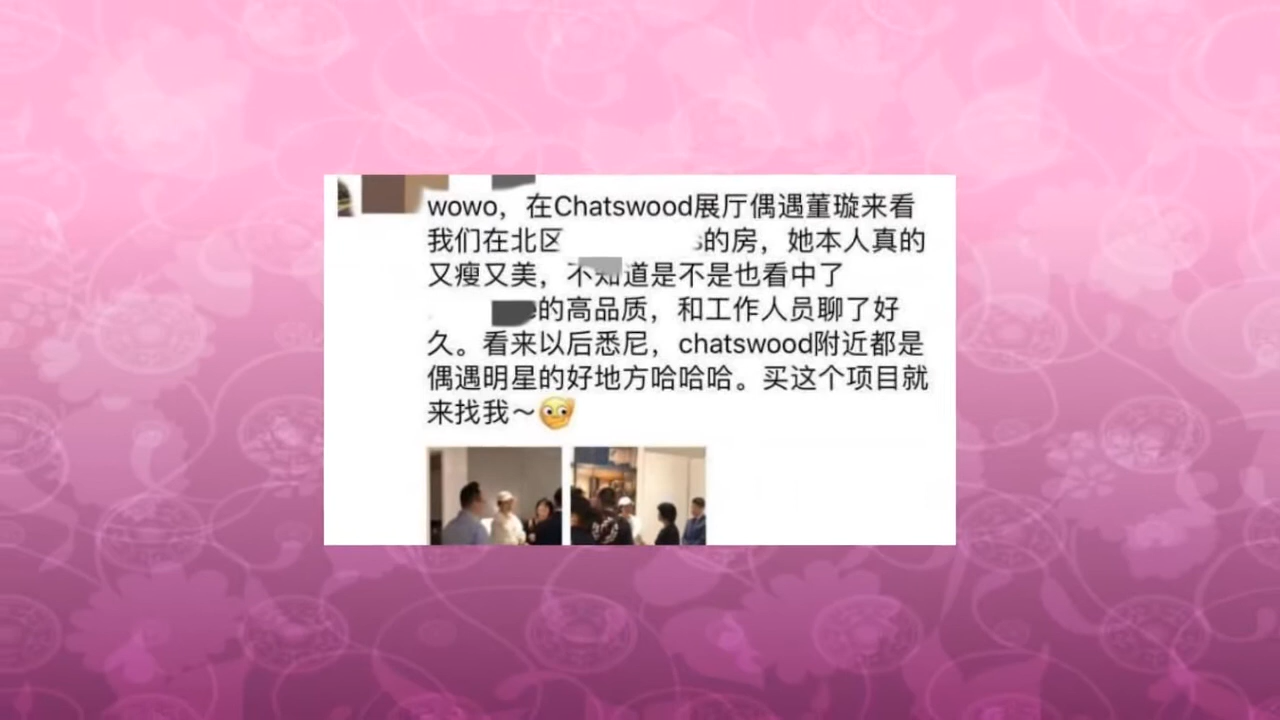 wowo，在Chatswood展厅偶遇董璇来看
我们在北区 的房，她本人真的
又瘦又美，不知道是不是也看中了
的高品质，和工作人员聊了好
久。看来以后悉尼，chatswood附近都是
偶遇明星的好地方哈哈哈。买这个项目就
来找我～